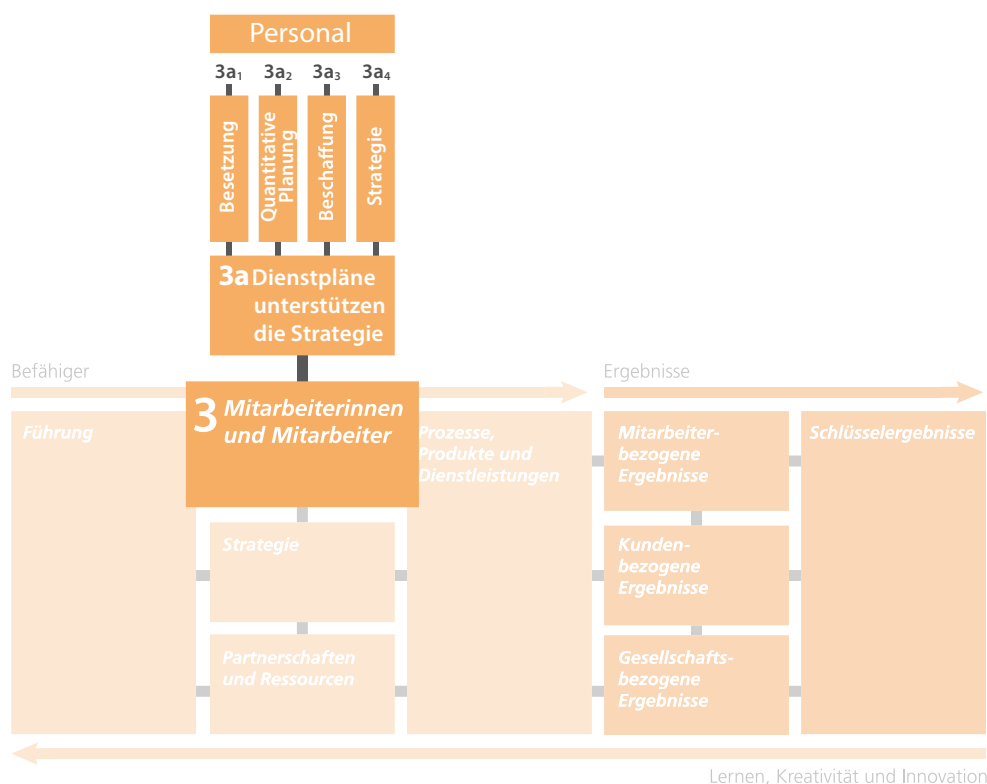 Personal
3a1 3a2 3a3 3a4
Besetzung
Quantitative
Planung
Beschaffung
Strategie
3a Dienstpläne
unterstützen
die Strategie
Befähiger
Ergebnisse
Führung
3 Mitarbeiterinnen
und Mitarbeiter
Prozesse,
Produkte und
Dienstleistungen
Mitarbeiter-
bezogene
Ergebnisse
Schlüsselergebnisse
Strategie
Kunden-
bezogene
Ergebnisse
Partnerschaften
und Ressourcen
Gesellschafts-
bezogene
Ergebnisse
Lernen, Kreativität und Innovation